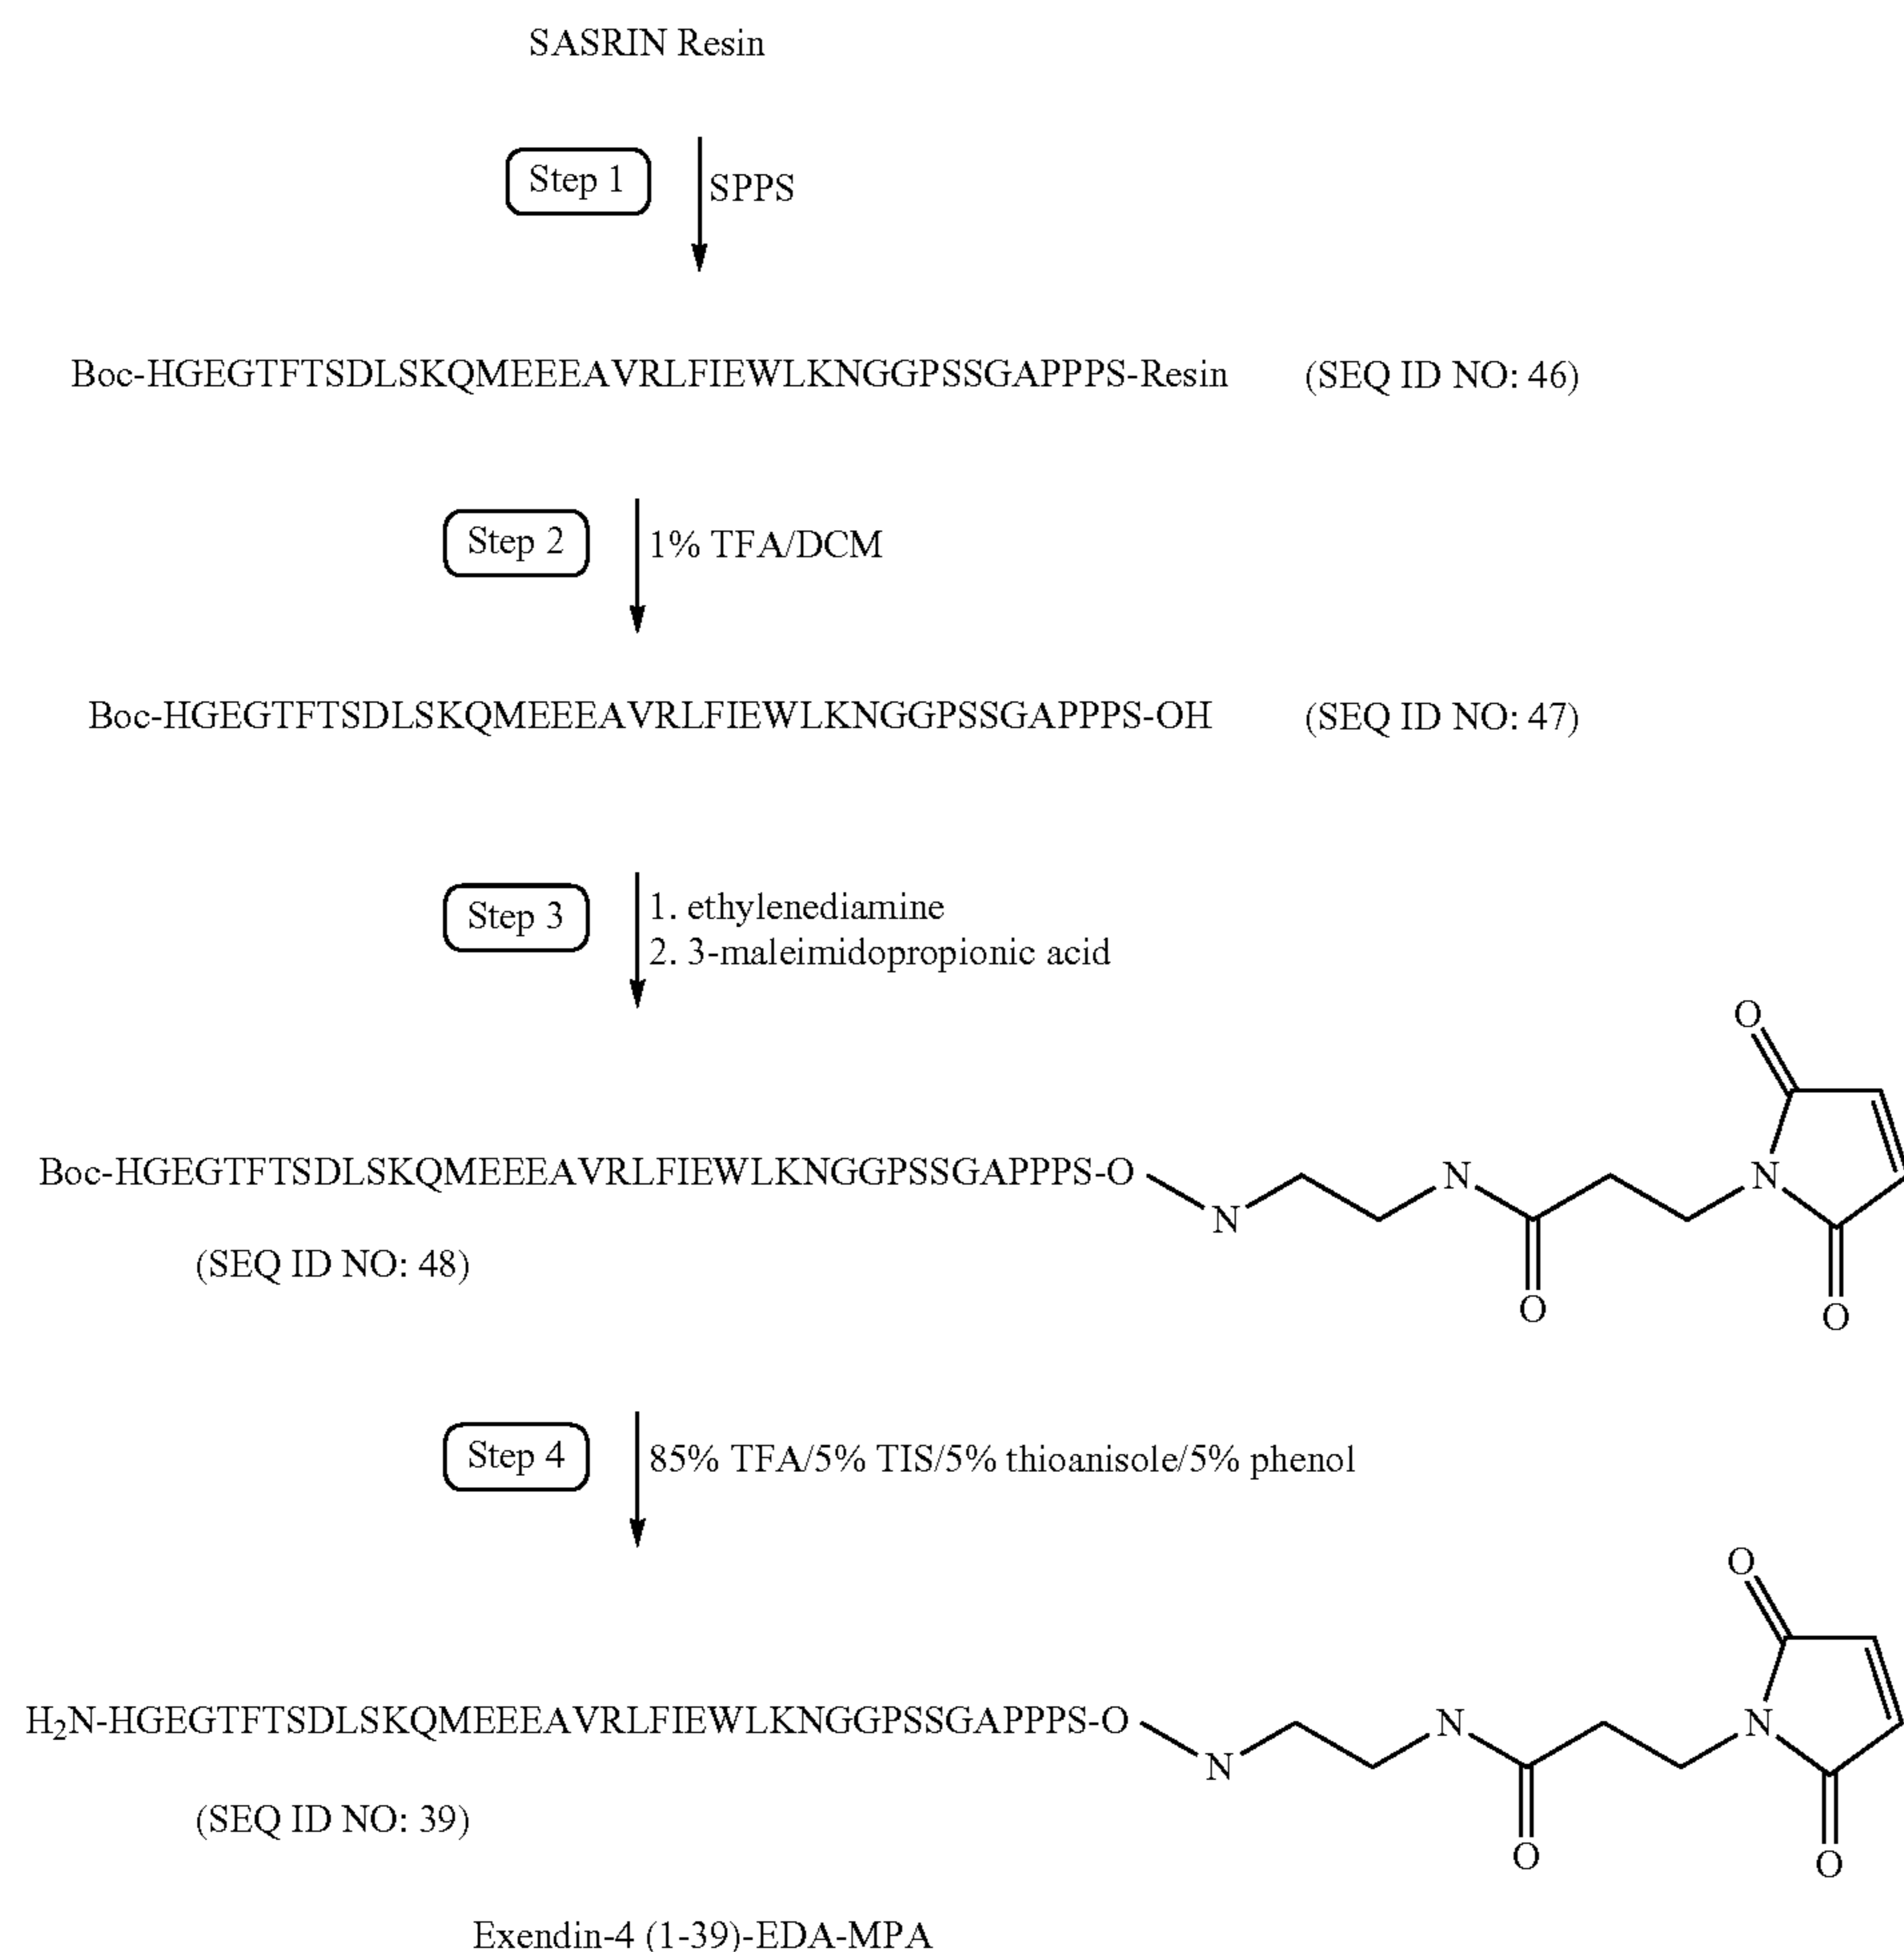 SASRIN Resin
Step 1
SPPS
Boc-HGEGTFTSDLSKQMEEEAVRLFIEWLKNGGPSSGAPPPS-Resin (SEQ ID NO: 46)
Step 2
1% TFA/DCM
Boc-HGEGTFTSDLSKQMEEEAVRLFIEWLKNGGPSSGAPPPS-OH (SEQ ID NO: 47)
Step 3
1. ethylenediamine
2. 3-maleimidopropionic acid
O
Boc-HGEGTFTSDLSKQMEEEAVRLFIEWLKNGGPSSGAPPPS-O N N
N
(SEQ ID NO: 48)
O O
Step 4
85% TFA/5% TIS/5% thioanisole/5% phenol
O
H₂N-HGEGTFTSDLSKQMEEEAVRLFIEWLKNGGPSSGAPPPS-O N N
N
(SEQ ID NO: 39)
O O
Exendin-4 (1-39)-EDA-MPA